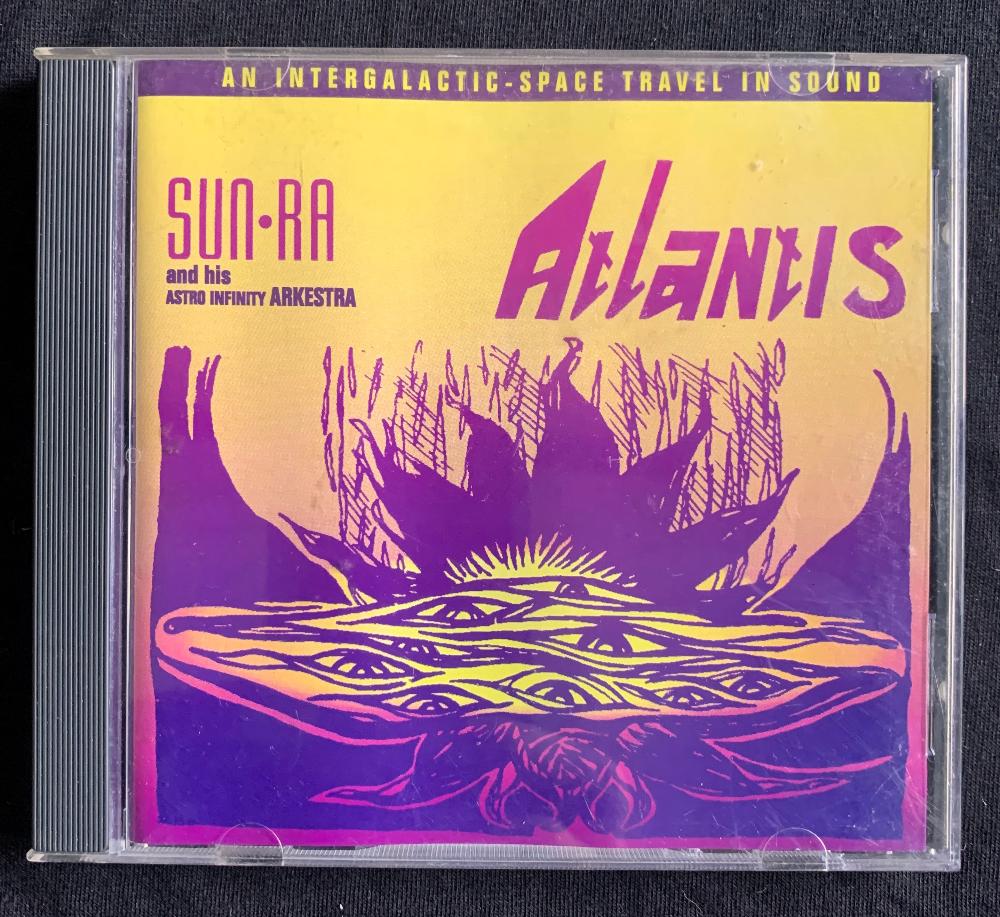 AN INTERGALACTIC-SPACE TRAVEL IN SOUND
SUN•RA
and his
ASTRO INFINITY ARKESTRA
Atlantis